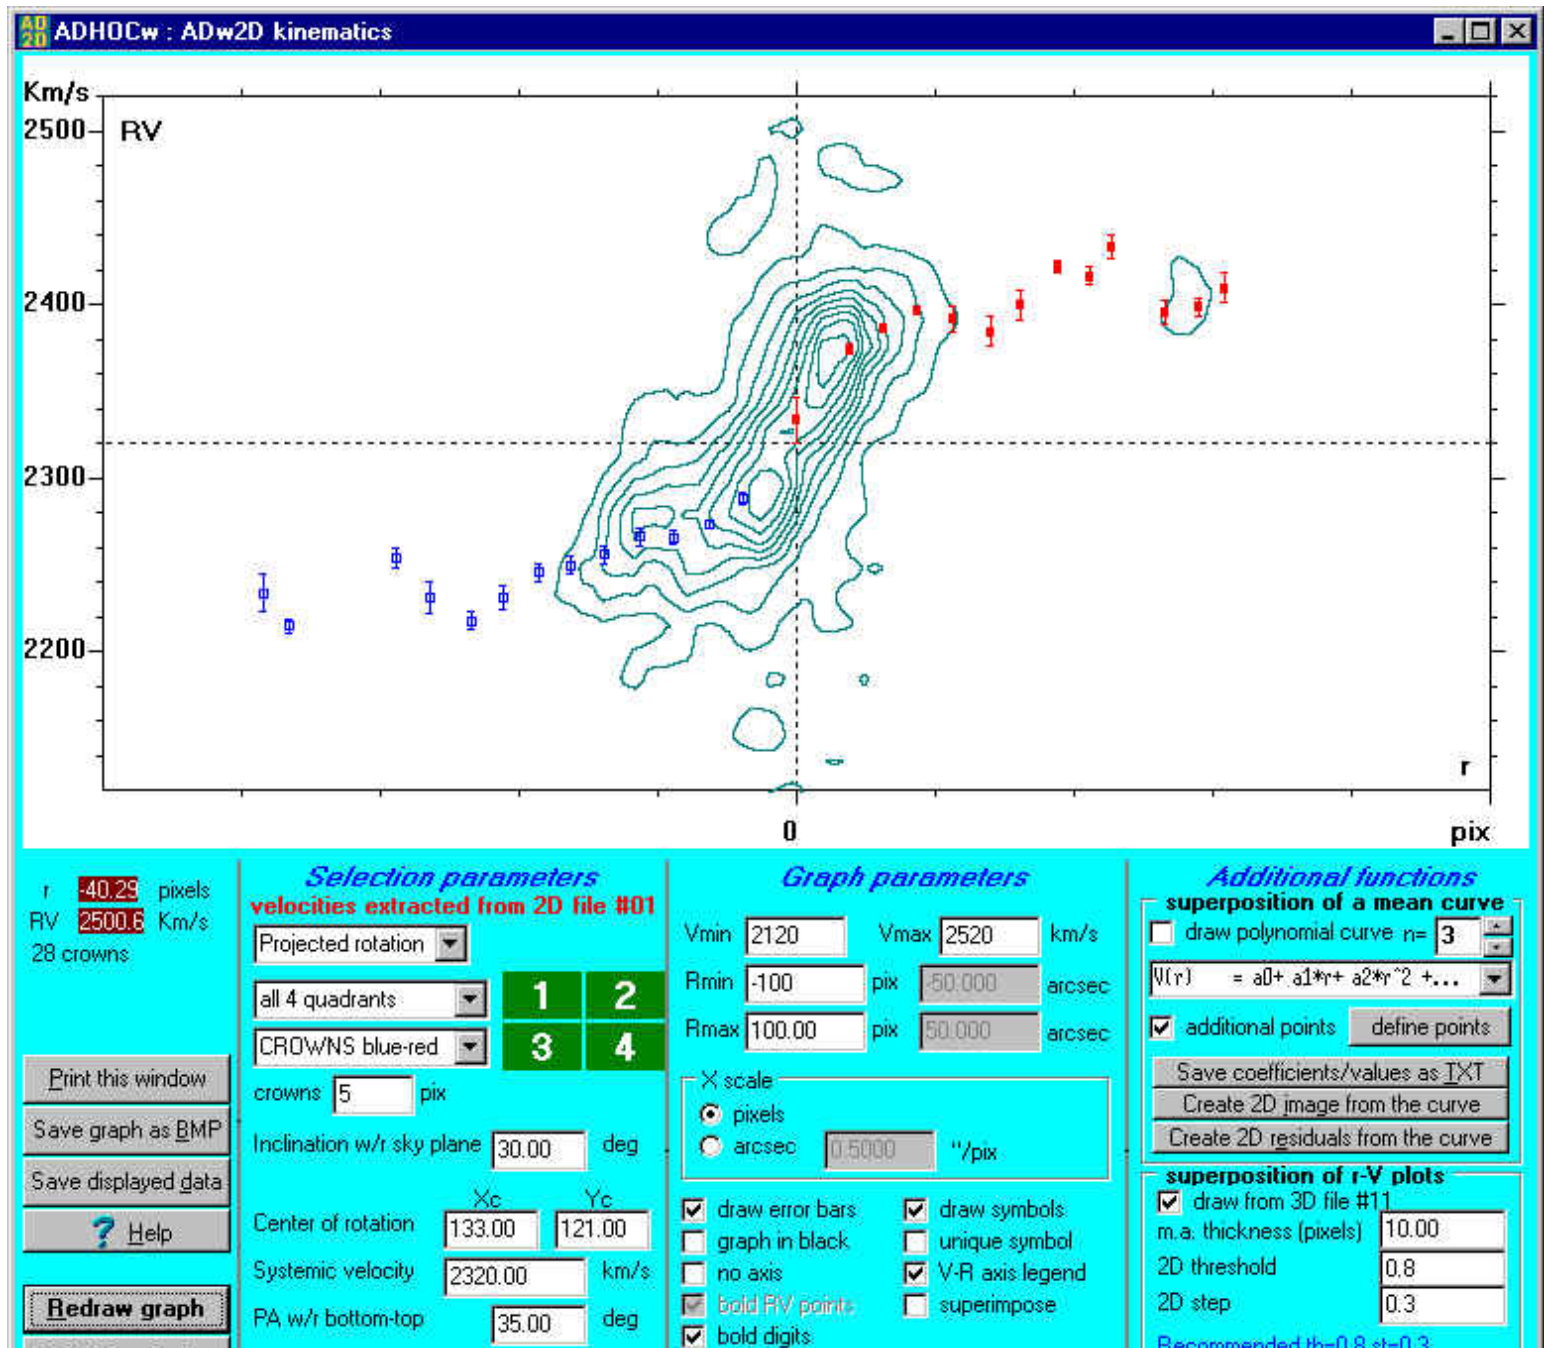 ADHOCw : ADw2D kinematics
Km/s
2500
RV
2400
2300
2200
r
0
pix
r -40.29 pixels
RV 2500.6 Km/s
28 crowns
Print this window
Save graph as BMP
Save displayed data
? Help
Redraw graph
Selection parameters
velocities extracted from 2D file #01
Projected rotation
all 4 quadrants
1 2
CROWNS blue-red
3 4
crowns 5 pix
Inclination w/r sky plane 30.00 deg
Xc Yc
Center of rotation 133.00 121.00
Systemic velocity 2320.00 km/s
PA w/r bottom-top 35.00 deg
Graph parameters
Vmin 2120 Vmax 2520 km/s
Rmin -100 pix -50.000 arcsec
Rmax 100.00 pix 50.000 arcsec
X scale
pixels
arcsec 0.5000 "/pix
draw error bars draw symbols
graph in black unique symbol
no axis V-R axis legend
bold RV points superimpose
bold digits
Additional functions
superposition of a mean curve
draw polynomial curve n= 3
V(r) = a0+ a1*r+ a2*r^2 +...
additional points define points
Save coefficients/values as TXT
Create 2D image from the curve
Create 2D residuals from the curve
superposition of r-V plots
draw from 3D file #11
m.a. thickness (pixels) 10.00
2D threshold 0.8
2D step 0.3
Recommended th=0.8 st=0.3